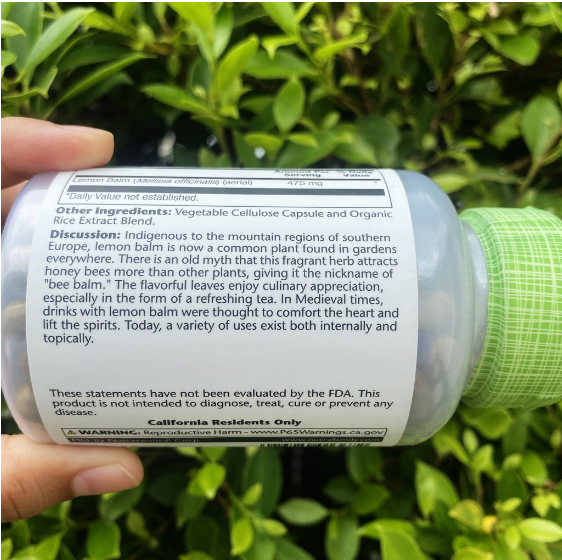 Amount Per % Daily
Serving Value
Lemon Balm (Melissa officinalis) (aerial) 475 mg *
*Daily Value not established.
Other Ingredients: Vegetable Cellulose Capsule and Organic
Rice Extract Blend.
Discussion: Indigenous to the mountain regions of southern
Europe, lemon balm is now a common plant found in gardens
everywhere. There is an old myth that this fragrant herb attracts
honey bees more than other plants, giving it the nickname of
"bee balm." The flavorful leaves enjoy culinary appreciation,
especially in the form of a refreshing tea. In Medieval times,
drinks with lemon balm were thought to comfort the heart and
lift the spirits. Today, a variety of uses exist both internally and
topically.
These statements have not been evaluated by the FDA. This
product is not intended to diagnose, treat, cure or prevent any
disease.
California Residents Only
⚠ WARNING: Reproductive Harm - www.P65Warnings.ca.gov
by Nutraceutical Corp.